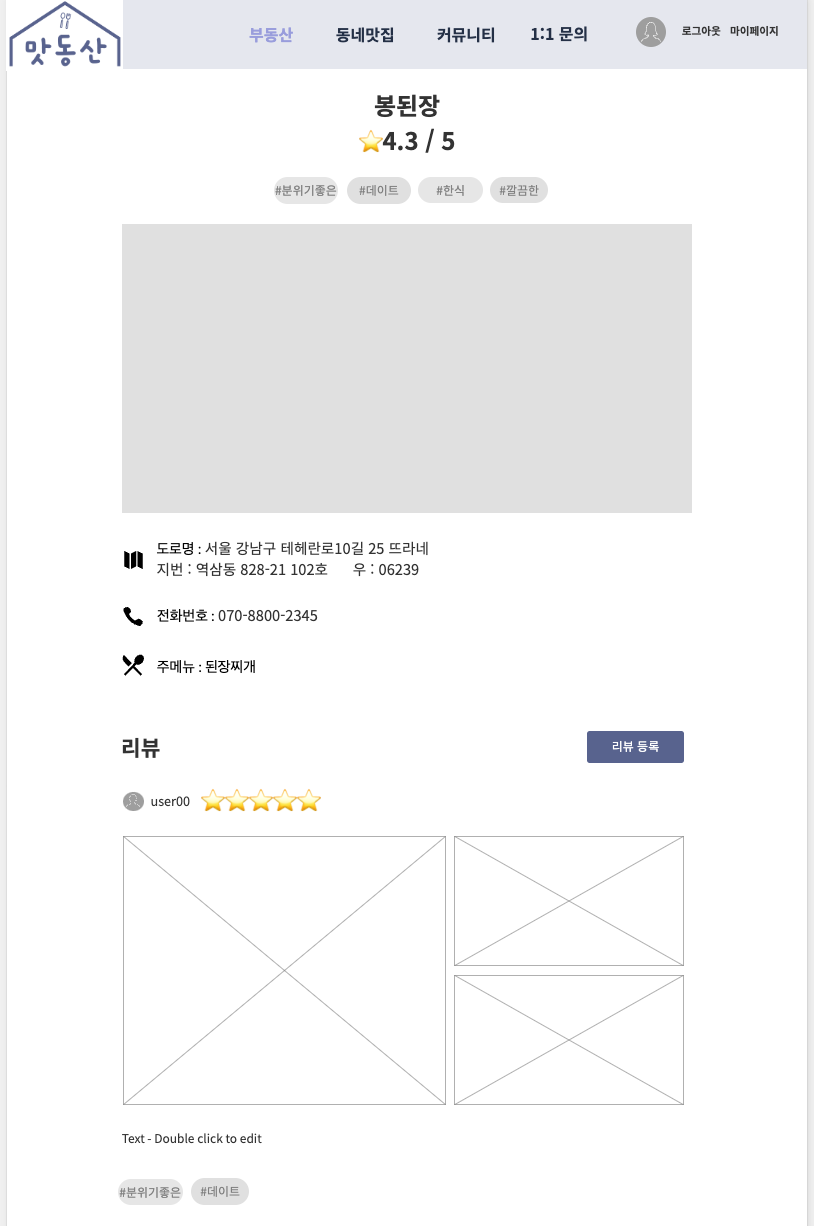 맛동산
부동산 동네맛집 커뮤니티 1:1 문의 로그아웃 마이페이지
봉된장
⭐4.3 / 5
#분위기좋은 #데이트 #한식 #깔끔한
도로명 : 서울 강남구 테헤란로10길 25 뜨라네
지번 : 역삼동 828-21 102호 우 : 06239
전화번호 : 070-8800-2345
주메뉴 : 된장찌개
리뷰 리뷰 등록
user00 ⭐⭐⭐⭐⭐
Text - Double click to edit
#분위기좋은 #데이트